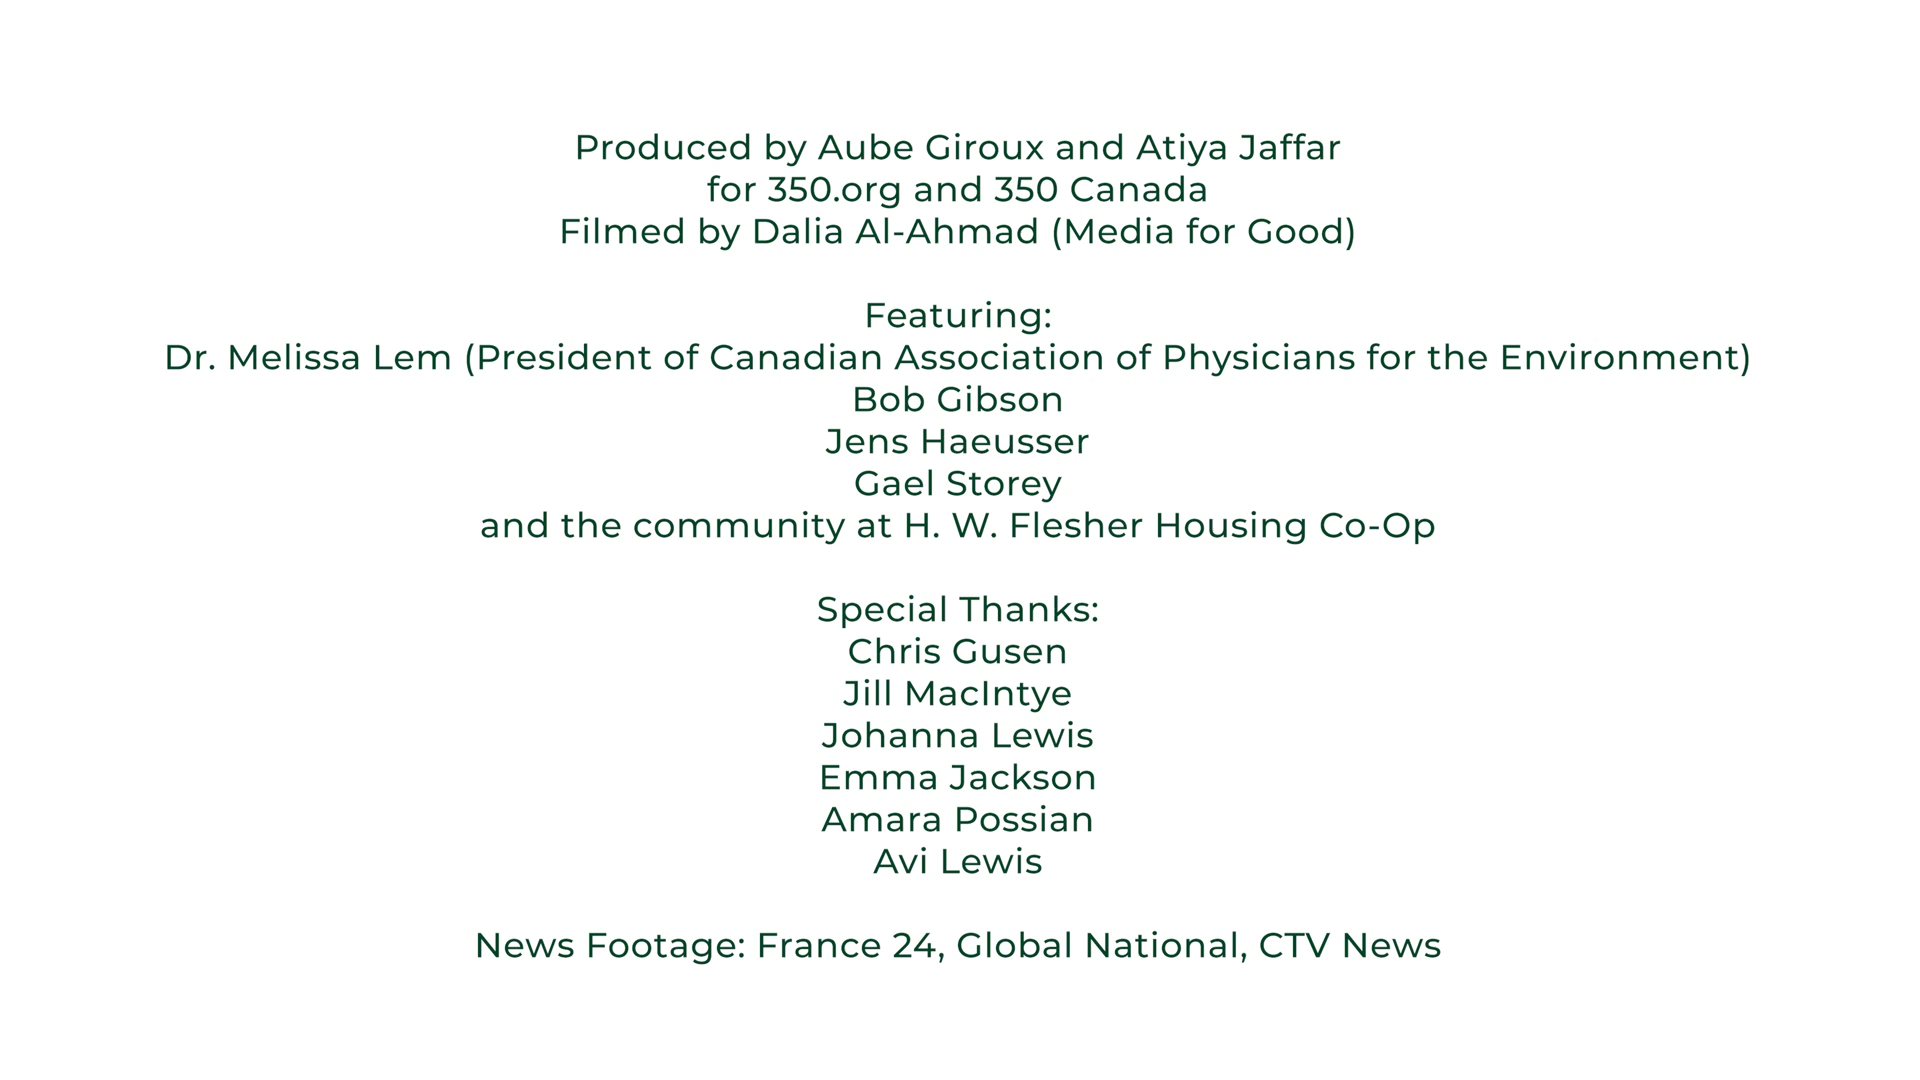 Produced by Aube Giroux and Atiya Jaffar
for 350.org and 350 Canada
Filmed by Dalia Al-Ahmad (Media for Good)
Featuring:
Dr. Melissa Lem (President of Canadian Association of Physicians for the Environment)
Bob Gibson
Jens Haeusser
Gael Storey
and the community at H. W. Flesher Housing Co-Op
Special Thanks:
Chris Gusen
Jill MacIntye
Johanna Lewis
Emma Jackson
Amara Possian
Avi Lewis
News Footage: France 24, Global National, CTV News